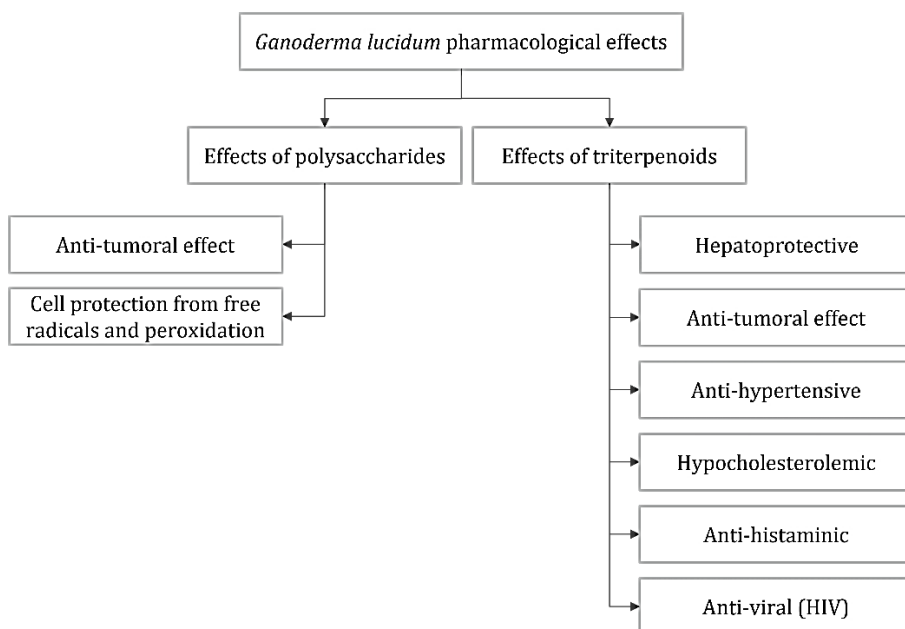 Ganoderma lucidum pharmacological effects
Effects of polysaccharides
Effects of triterpenoids
Anti-tumoral effect
Cell protection from free
radicals and peroxidation
Hepatoprotective
Anti-tumoral effect
Anti-hypertensive
Hypocholesterolemic
Anti-histaminic
Anti-viral (HIV)